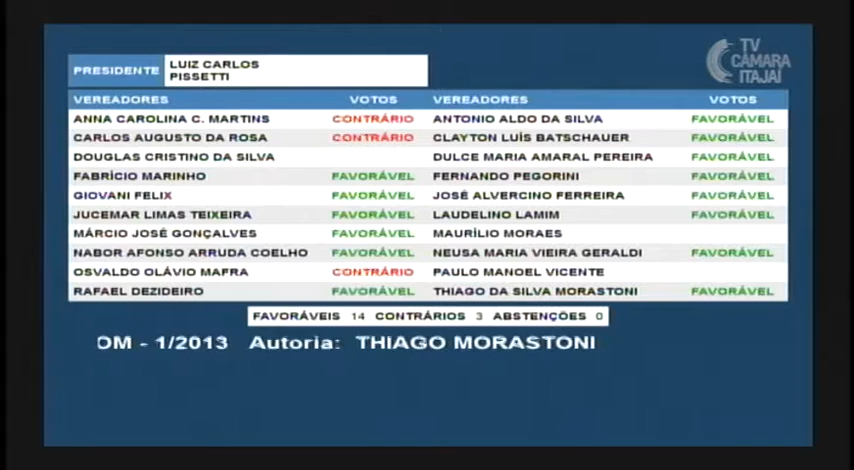 PRESIDENTE LUIZ CARLOS PISSETTI
TV CÂMARA ITAJAÍ
VEREADORES VOTOS VEREADORES VOTOS
ANNA CAROLINA C. MARTINS CONTRÁRIO ANTONIO ALDO DA SILVA FAVORÁVEL
CARLOS AUGUSTO DA ROSA CONTRÁRIO CLAYTON LUÍS BATSCHAUER FAVORÁVEL
DOUGLAS CRISTINO DA SILVA DULCE MARIA AMARAL PEREIRA FAVORÁVEL
FABRÍCIO MARINHO FAVORÁVEL FERNANDO PEGORINI FAVORÁVEL
GIOVANI FELIX FAVORÁVEL JOSÉ ALVERCINO FERREIRA FAVORÁVEL
JUCEMAR LIMAS TEIXEIRA FAVORÁVEL LAUDELINO LAMIM FAVORÁVEL
MÁRCIO JOSÉ GONÇALVES FAVORÁVEL MAURÍLIO MORAES
NABOR AFONSO ARRUDA COELHO FAVORÁVEL NEUSA MARIA VIEIRA GERALDI FAVORÁVEL
OSVALDO OLÁVIO MAFRA CONTRÁRIO PAULO MANOEL VICENTE
RAFAEL DEZIDEIRO FAVORÁVEL THIAGO DA SILVA MORASTONI FAVORÁVEL
FAVORÁVEIS 14 CONTRÁRIOS 3 ABSTENÇÕES 0
OM - 1/2013 Autoria: THIAGO MORASTONI